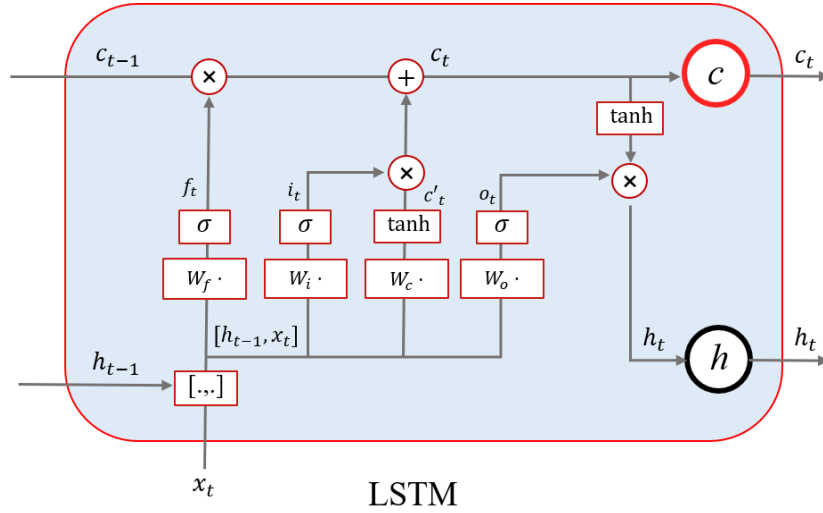 c_{t-1} × + c_t c c_t
tanh
f_t i_t × c'_t o_t ×
σ σ tanh σ
W_f · W_i · W_c · W_o ·
[h_{t-1}, x_t]
h_{t-1} [.,.] h_t h h_t
x_t
LSTM